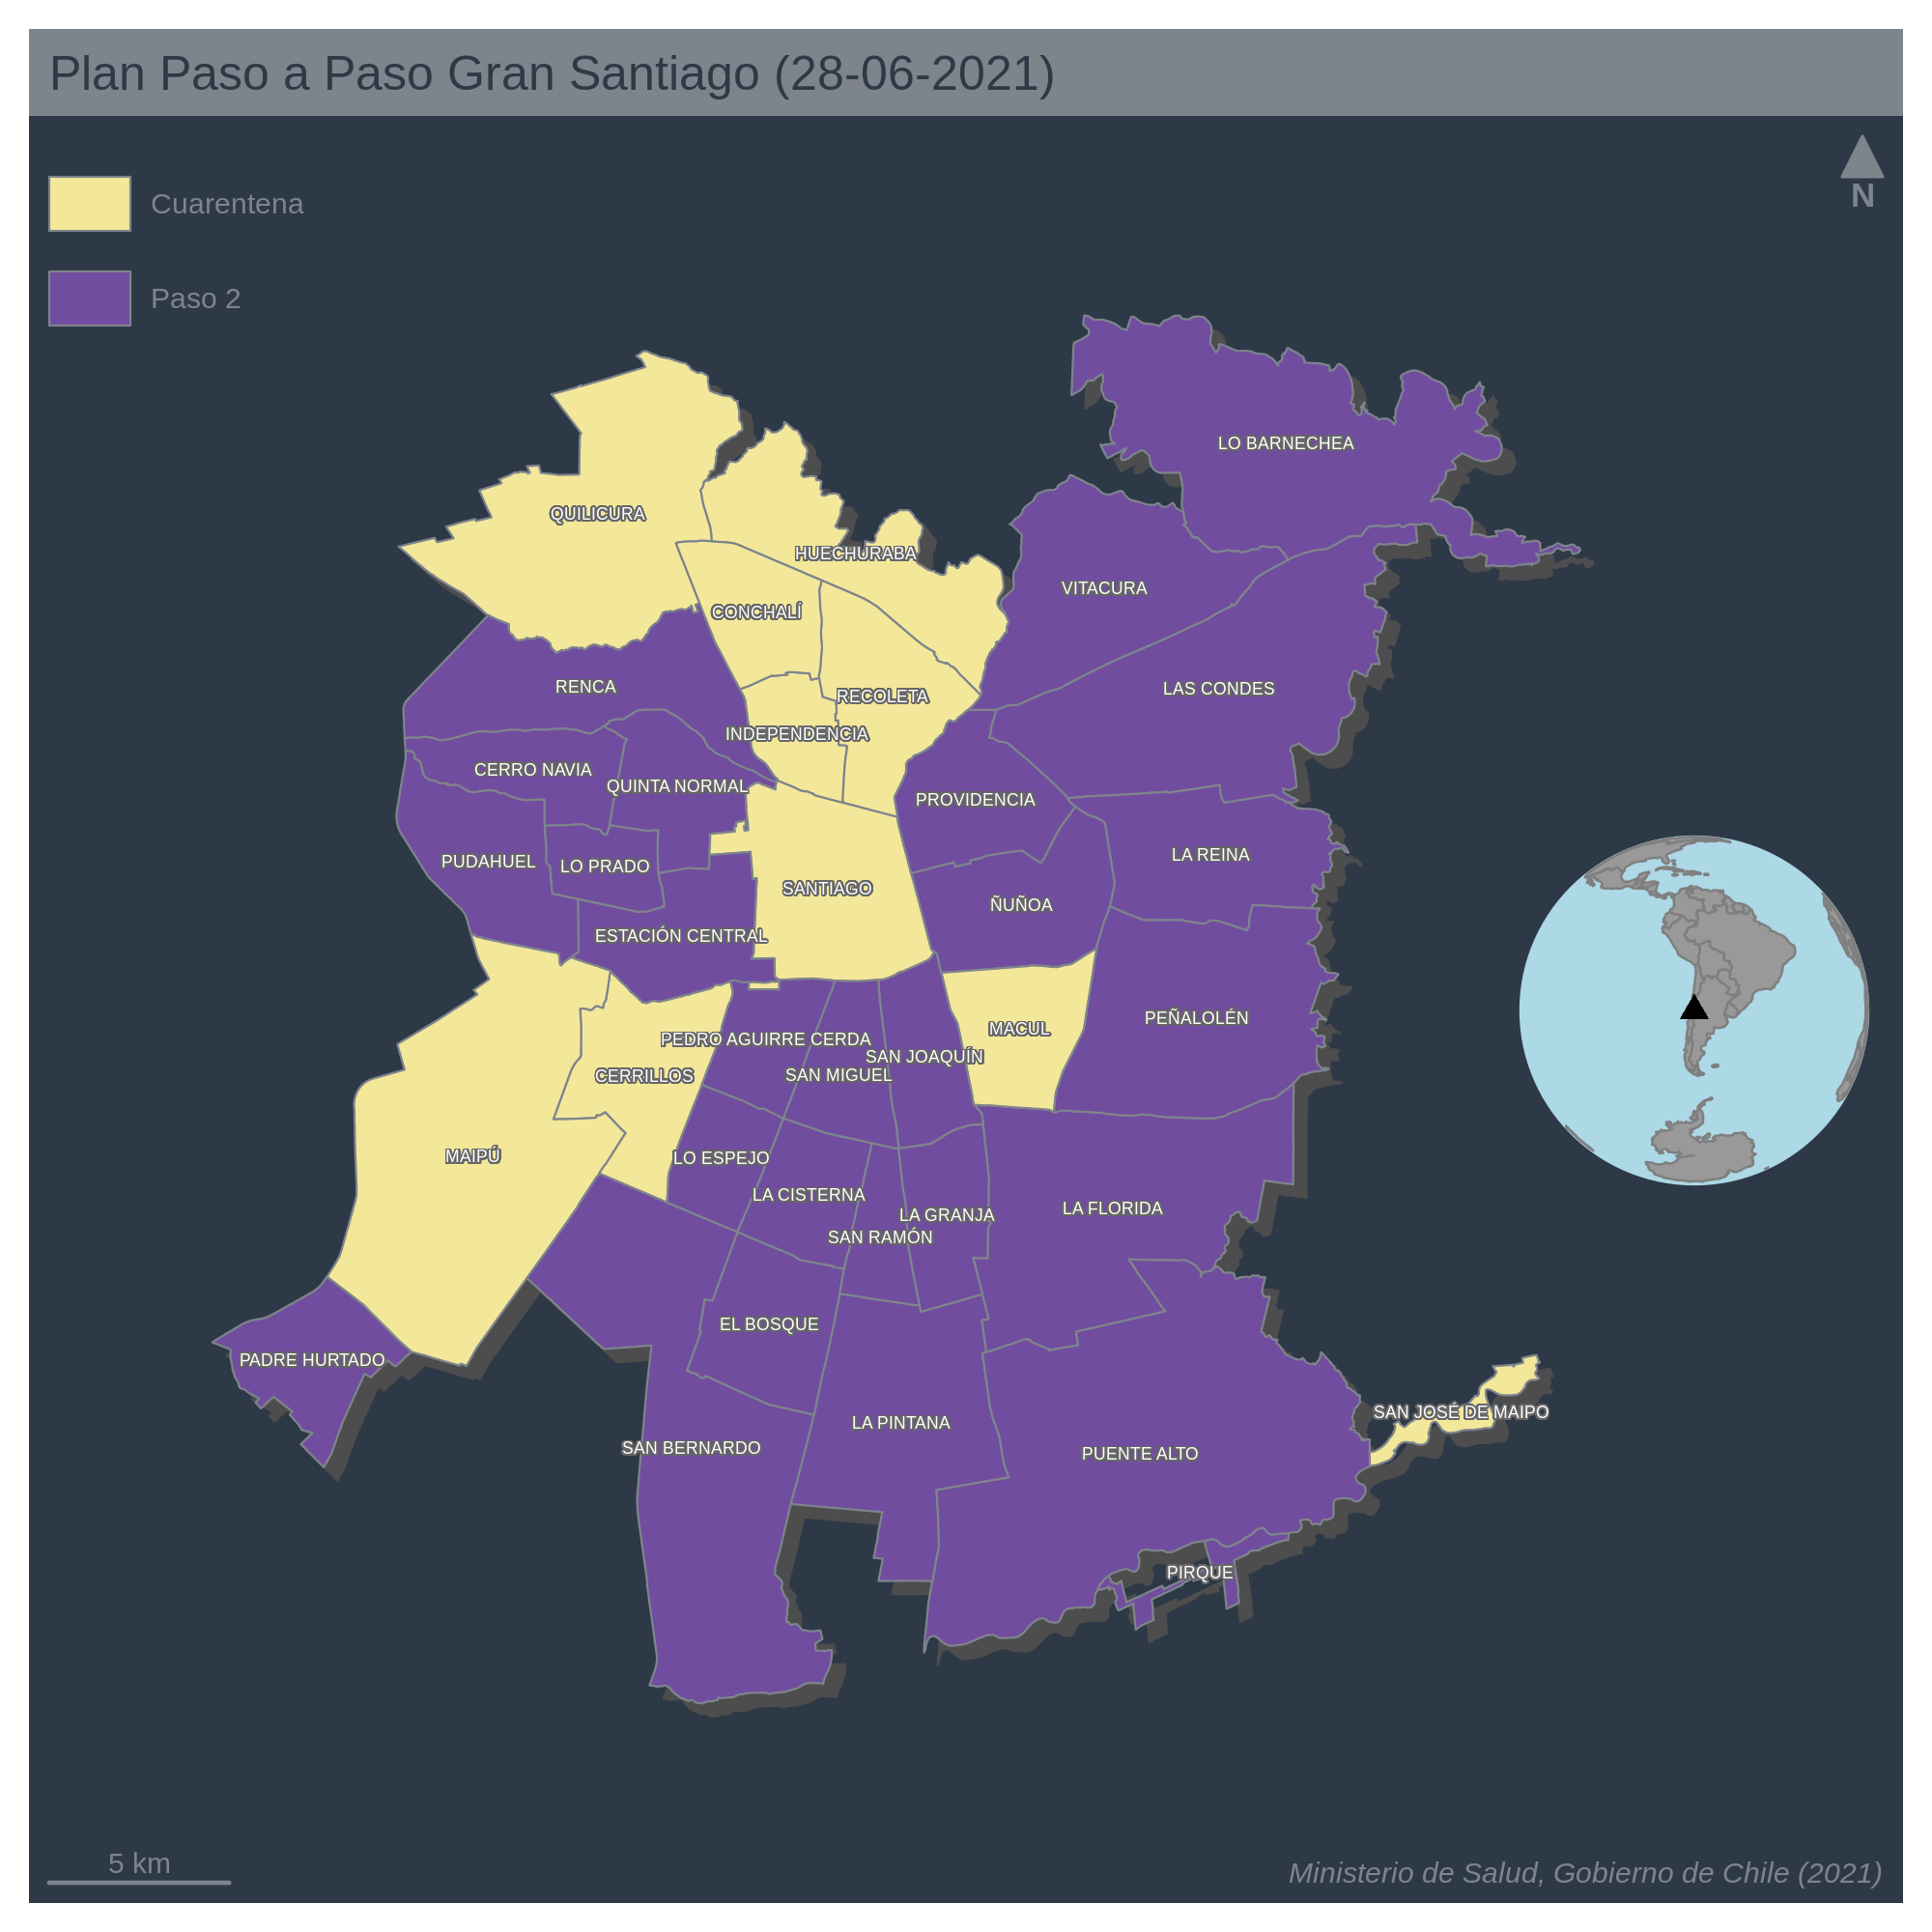 Plan Paso a Paso Gran Santiago (28-06-2021)
N
Cuarentena
Paso 2
LO BARNECHEA
QUILICURA
HUECHURABA
VITACURA
CONCHALÍ
RENCA
LAS CONDES
RECOLETA
INDEPENDENCIA
CERRO NAVIA
QUINTA NORMAL
PROVIDENCIA
LA REINA
PUDAHUEL
LO PRADO
SANTIAGO
ÑUÑOA
ESTACIÓN CENTRAL
PEÑALOLÉN
MACUL
PEDRO AGUIRRE CERDA
SAN JOAQUÍN
CERRILLOS
SAN MIGUEL
MAIPÚ
LO ESPEJO
LA CISTERNA
LA FLORIDA
LA GRANJA
SAN RAMÓN
EL BOSQUE
PADRE HURTADO
SAN JOSÉ DE MAIPO
LA PINTANA
SAN BERNARDO
PUENTE ALTO
PIRQUE
5 km
Ministerio de Salud, Gobierno de Chile (2021)